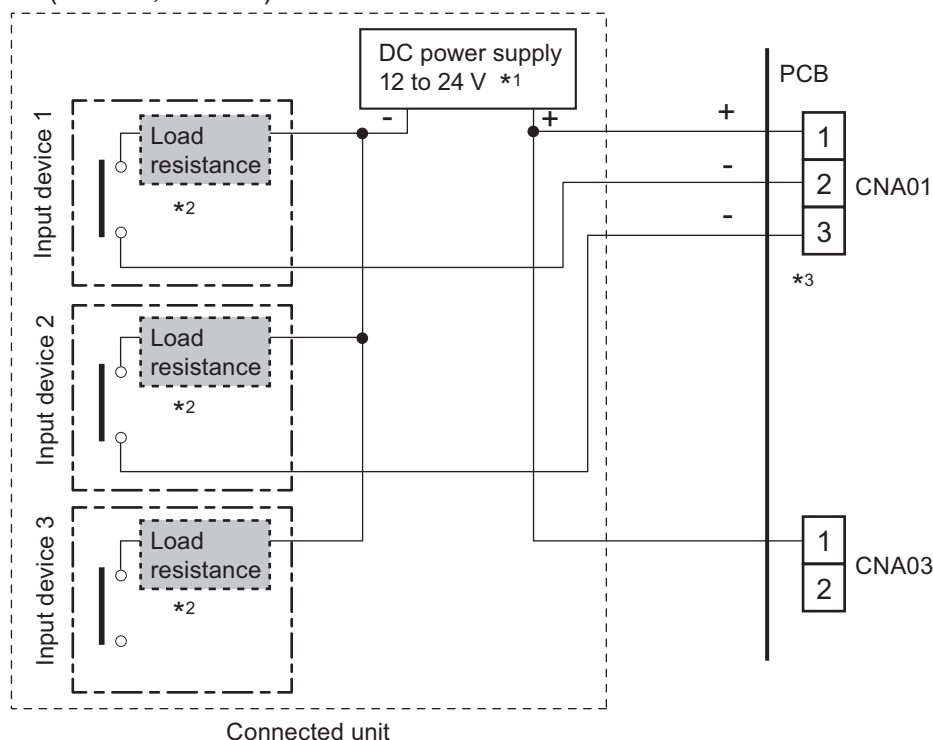 DC power supply
12 to 24 V *1
-
+
PCB
+
1
-
2
CNA01
-
3
*3
Input device 1
Load
resistance
*2
Input device 2
Load
resistance
*2
Input device 3
Load
resistance
*2
1
CNA03
2
Connected unit